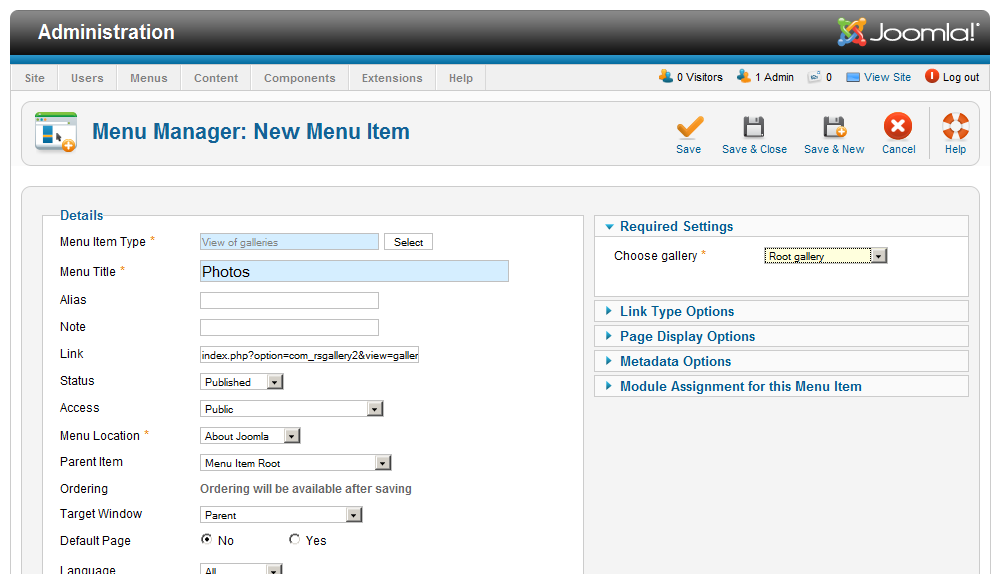 Administration
Joomla!
Site Users Menus Content Components Extensions Help 0 Visitors 1 Admin 0 View Site Log out
Menu Manager: New Menu Item
Save Save & Close Save & New Cancel Help
Details
Menu Item Type * View of galleries Select
Menu Title * Photos
Alias
Note
Link index.php?option=com_rsgallery2&view=galler
Status Published
Access Public
Menu Location * About Joomla
Parent Item Menu Item Root
Ordering Ordering will be available after saving
Target Window Parent
Default Page No Yes
Language All
Required Settings
Choose gallery * Root gallery
Link Type Options
Page Display Options
Metadata Options
Module Assignment for this Menu Item